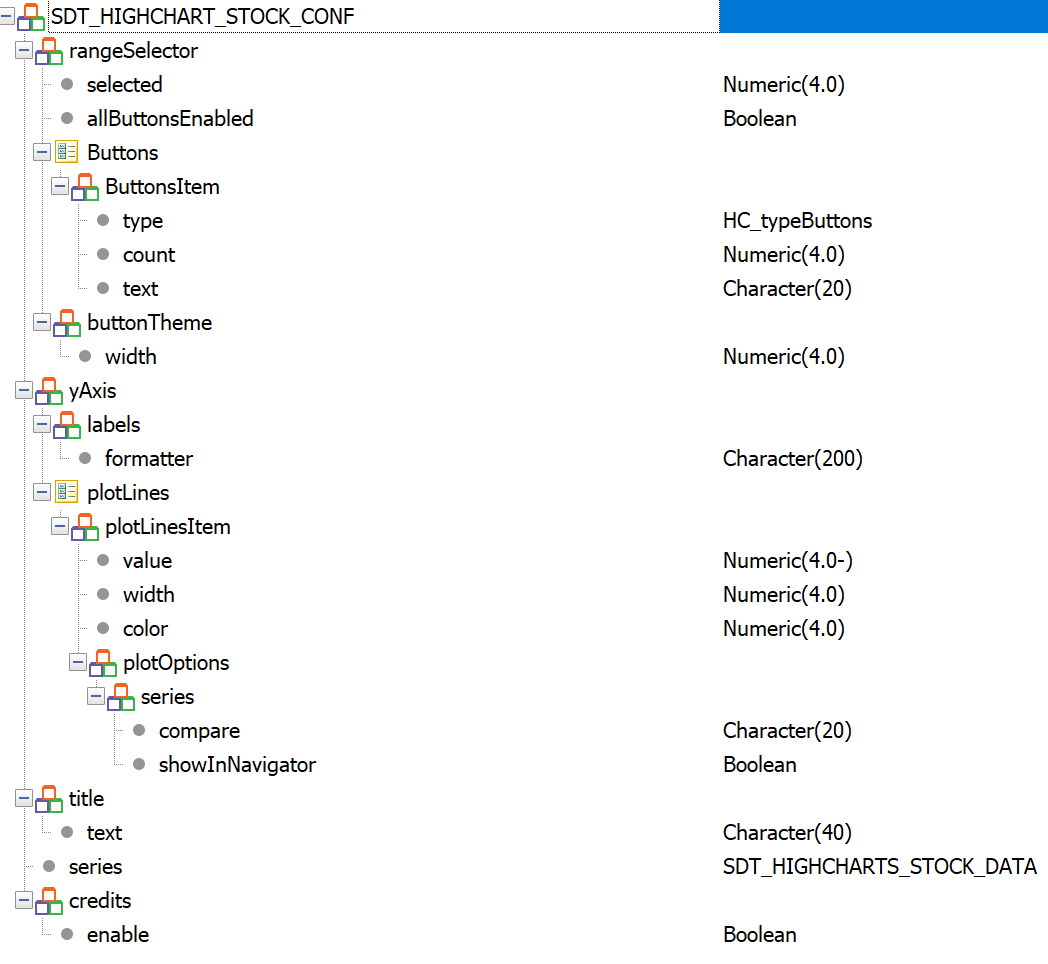 SDT_HIGHCHART_STOCK_CONF
rangeSelector
selected Numeric(4.0)
allButtonsEnabled Boolean
Buttons
ButtonsItem
type HC_typeButtons
count Numeric(4.0)
text Character(20)
buttonTheme
width Numeric(4.0)
yAxis
labels
formatter Character(200)
plotLines
plotLinesItem
value Numeric(4.0-)
width Numeric(4.0)
color Numeric(4.0)
plotOptions
series
compare Character(20)
showInNavigator Boolean
title
text Character(40)
series SDT_HIGHCHARTS_STOCK_DATA
credits
enable Boolean